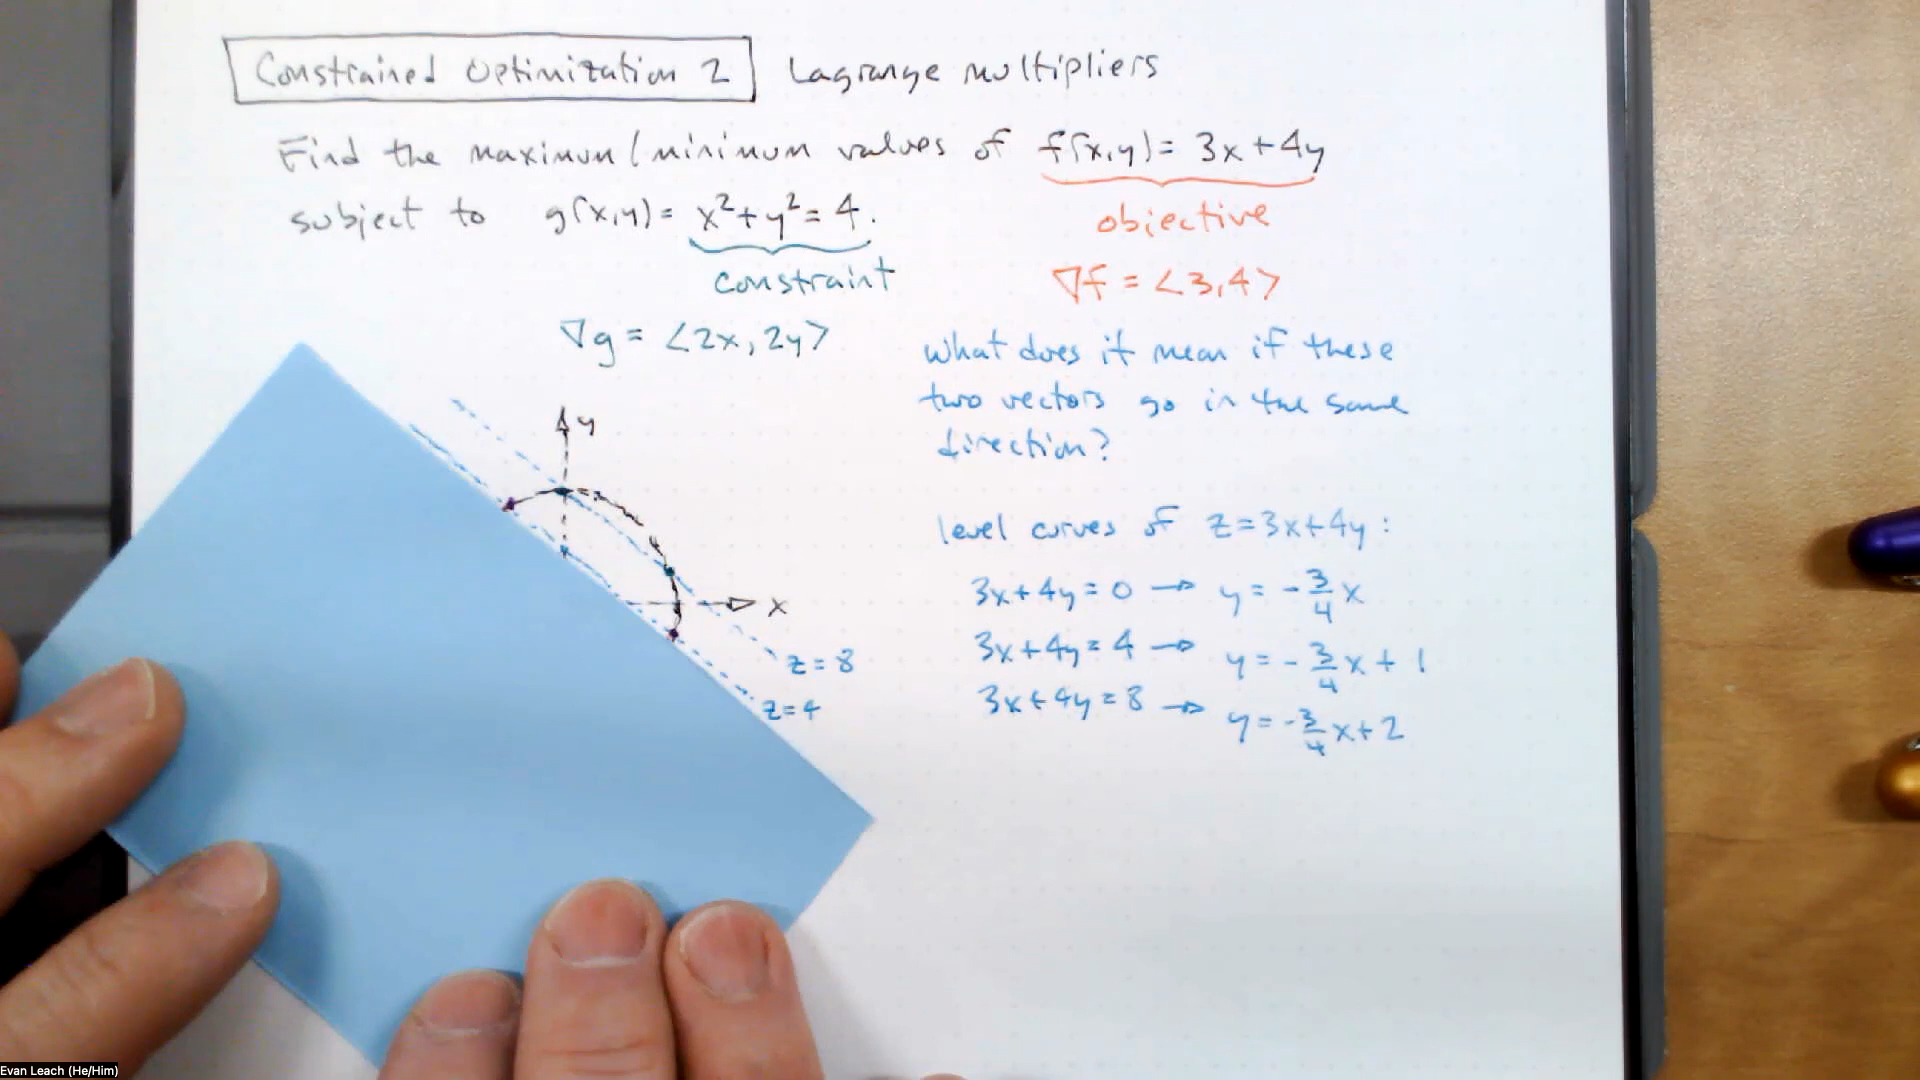 Constrained Optimization 2 Lagrange multipliers
Find the maximum/minimum values of f(x,y) = 3x+4y
subject to g(x,y) = x²+y² = 4.
objective
constraint
∇f = <3,4>
∇g = <2x, 2y>
What does it mean if these
two vectors go in the same
direction?
y
x
z = 8
z = 4
level curves of z = 3x+4y :
3x+4y = 0 → y = -3/4 x
3x+4y = 4 → y = -3/4 x + 1
3x+4y = 8 → y = -3/4 x + 2
Evan Leach (He/Him)